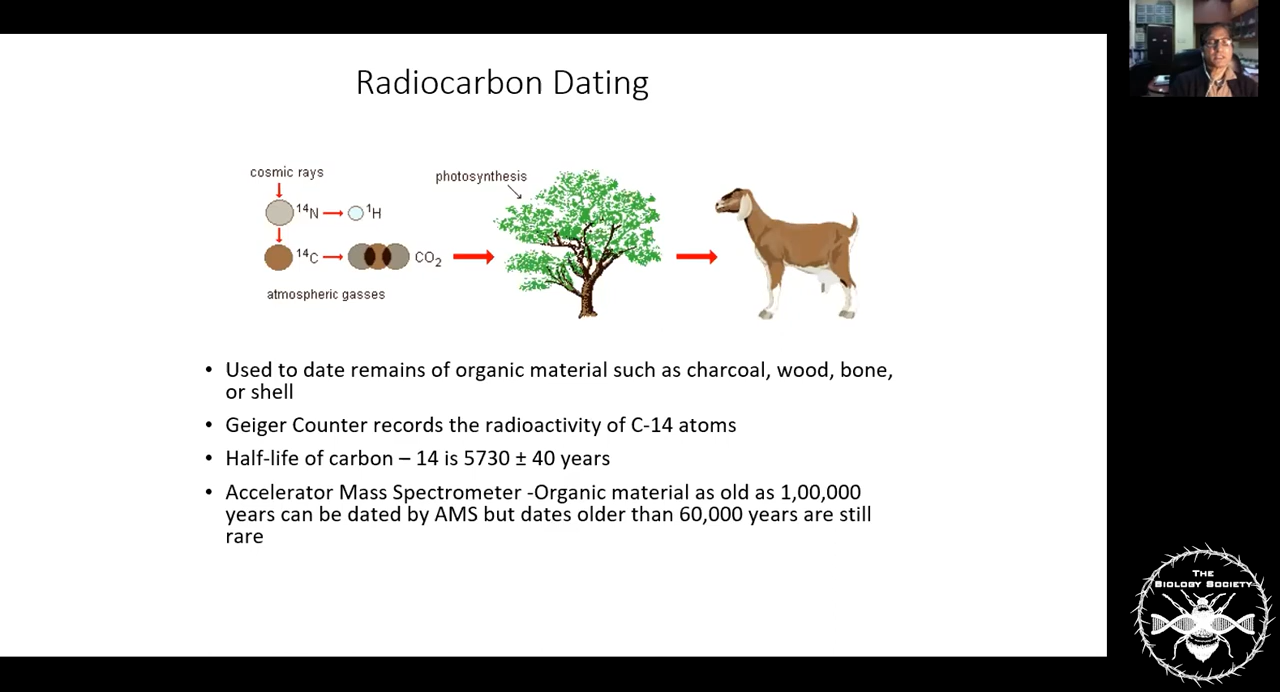 Radiocarbon Dating
cosmic rays
photosynthesis
¹⁴N
¹H
¹⁴C
CO₂
atmospheric gasses
• Used to date remains of organic material such as charcoal, wood, bone,
or shell
• Geiger Counter records the radioactivity of C-14 atoms
• Half-life of carbon – 14 is 5730 ± 40 years
• Accelerator Mass Spectrometer -Organic material as old as 1,00,000
years can be dated by AMS but dates older than 60,000 years are still
rare
THE
BIOLOGY SOCIETY